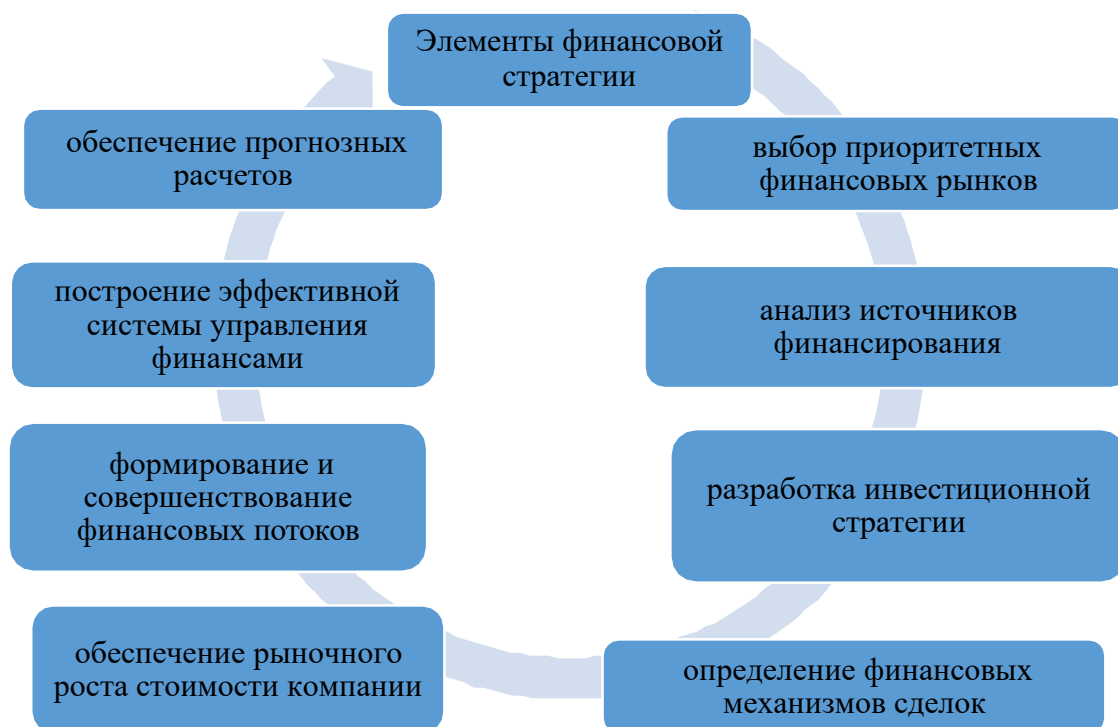 Элементы финансовой
стратегии
выбор приоритетных
финансовых рынков
анализ источников
финансирования
разработка инвестиционной
стратегии
определение финансовых
механизмов сделок
обеспечение рыночного
роста стоимости компании
формирование и
совершенствование
финансовых потоков
построение эффективной
системы управления
финансами
обеспечение прогнозных
расчетов